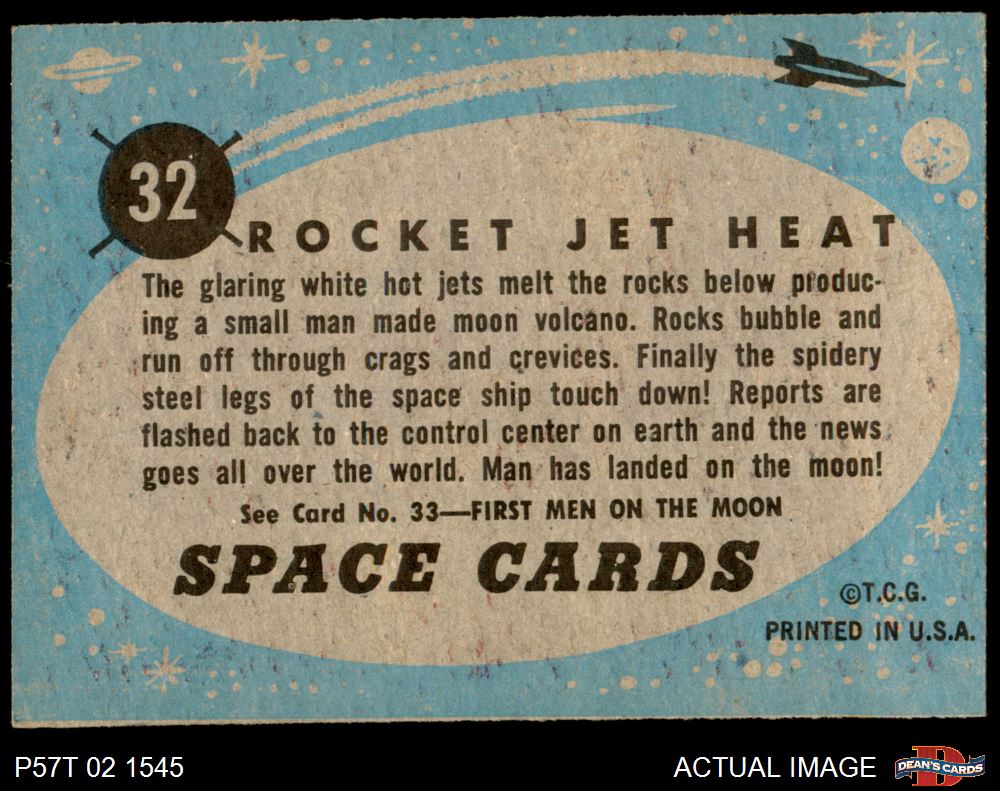 32
ROCKET JET HEAT
The glaring white hot jets melt the rocks below produc-
ing a small man made moon volcano. Rocks bubble and
run off through crags and crevices. Finally the spidery
steel legs of the space ship touch down! Reports are
flashed back to the control center on earth and the news
goes all over the world. Man has landed on the moon!
See Card No. 33—FIRST MEN ON THE MOON
SPACE CARDS
©T.C.G.
PRINTED IN U.S.A.
P57T 02 1545
ACTUAL IMAGE
DEAN'S CARDS